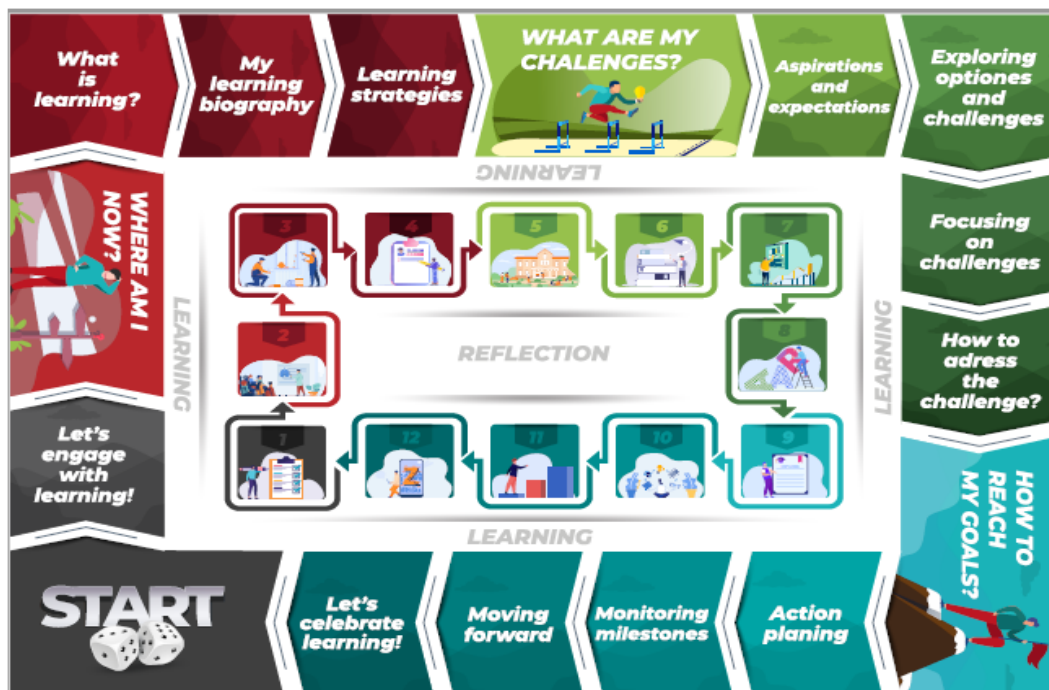 What
is
learning?
My
learning
biography
Learning
strategies
WHAT ARE MY
CHALENGES?
Aspirations
and
expectations
Exploring
optiones
and
challenges
Focusing
on
challenges
How to
adress
the
challenge?
HOW TO
REACH
MY GOALS?
Action
planing
Monitoring
milestones
Moving
forward
Let's
celebrate
learning!
START
Let's
engage
with
learning!
WHERE AM I
NOW?
LEARNING
LEARNING
LEARNING
LEARNING
REFLECTION
1
2
3
4
5
6
7
8
9
10
11
12